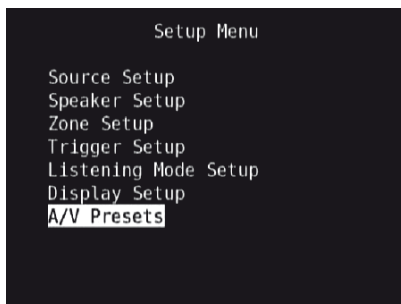 Setup Menu
Source Setup
Speaker Setup
Zone Setup
Trigger Setup
Listening Mode Setup
Display Setup
A/V Presets